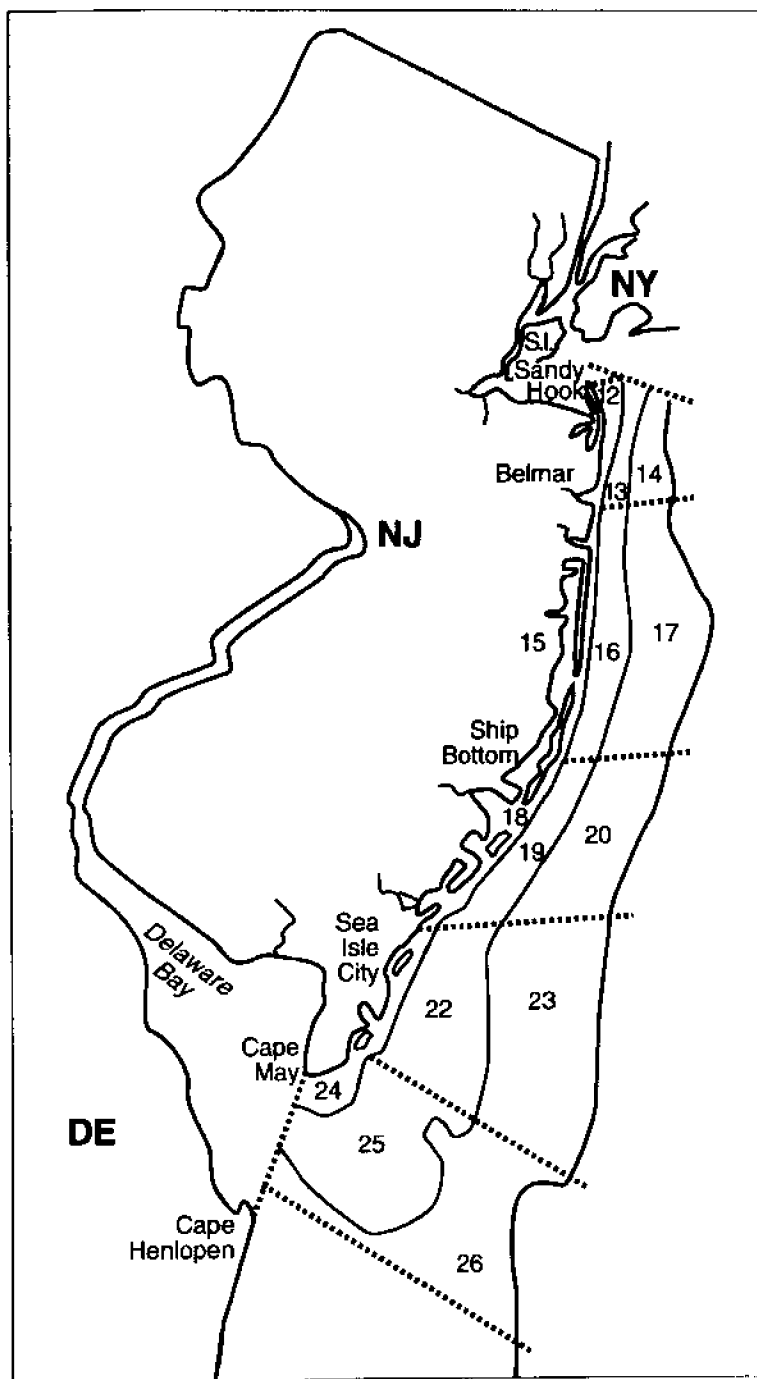 NY
S.I.
Sandy
Hook
12
Belmar
13
14
NJ
15
16
17
Ship
Bottom
18
19
20
Sea
Isle
City
Delaware
Bay
22
23
Cape
May
24
DE
25
Cape
Henlopen
26